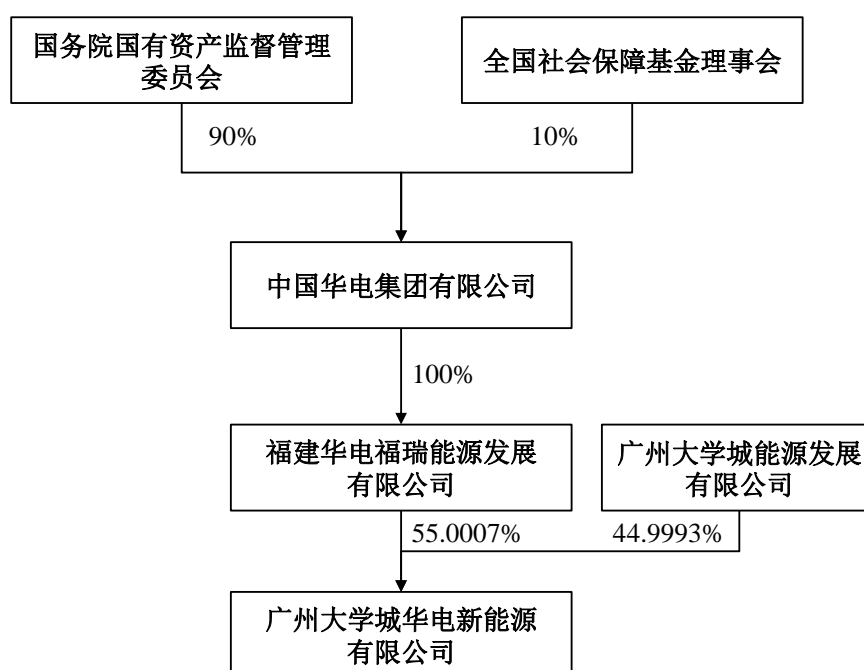 国务院国有资产监督管理
委员会
全国社会保障基金理事会
90%
10%
中国华电集团有限公司
100%
福建华电福瑞能源发展
有限公司
广州大学城能源发展
有限公司
55.0007%
44.9993%
广州大学城华电新能源
有限公司